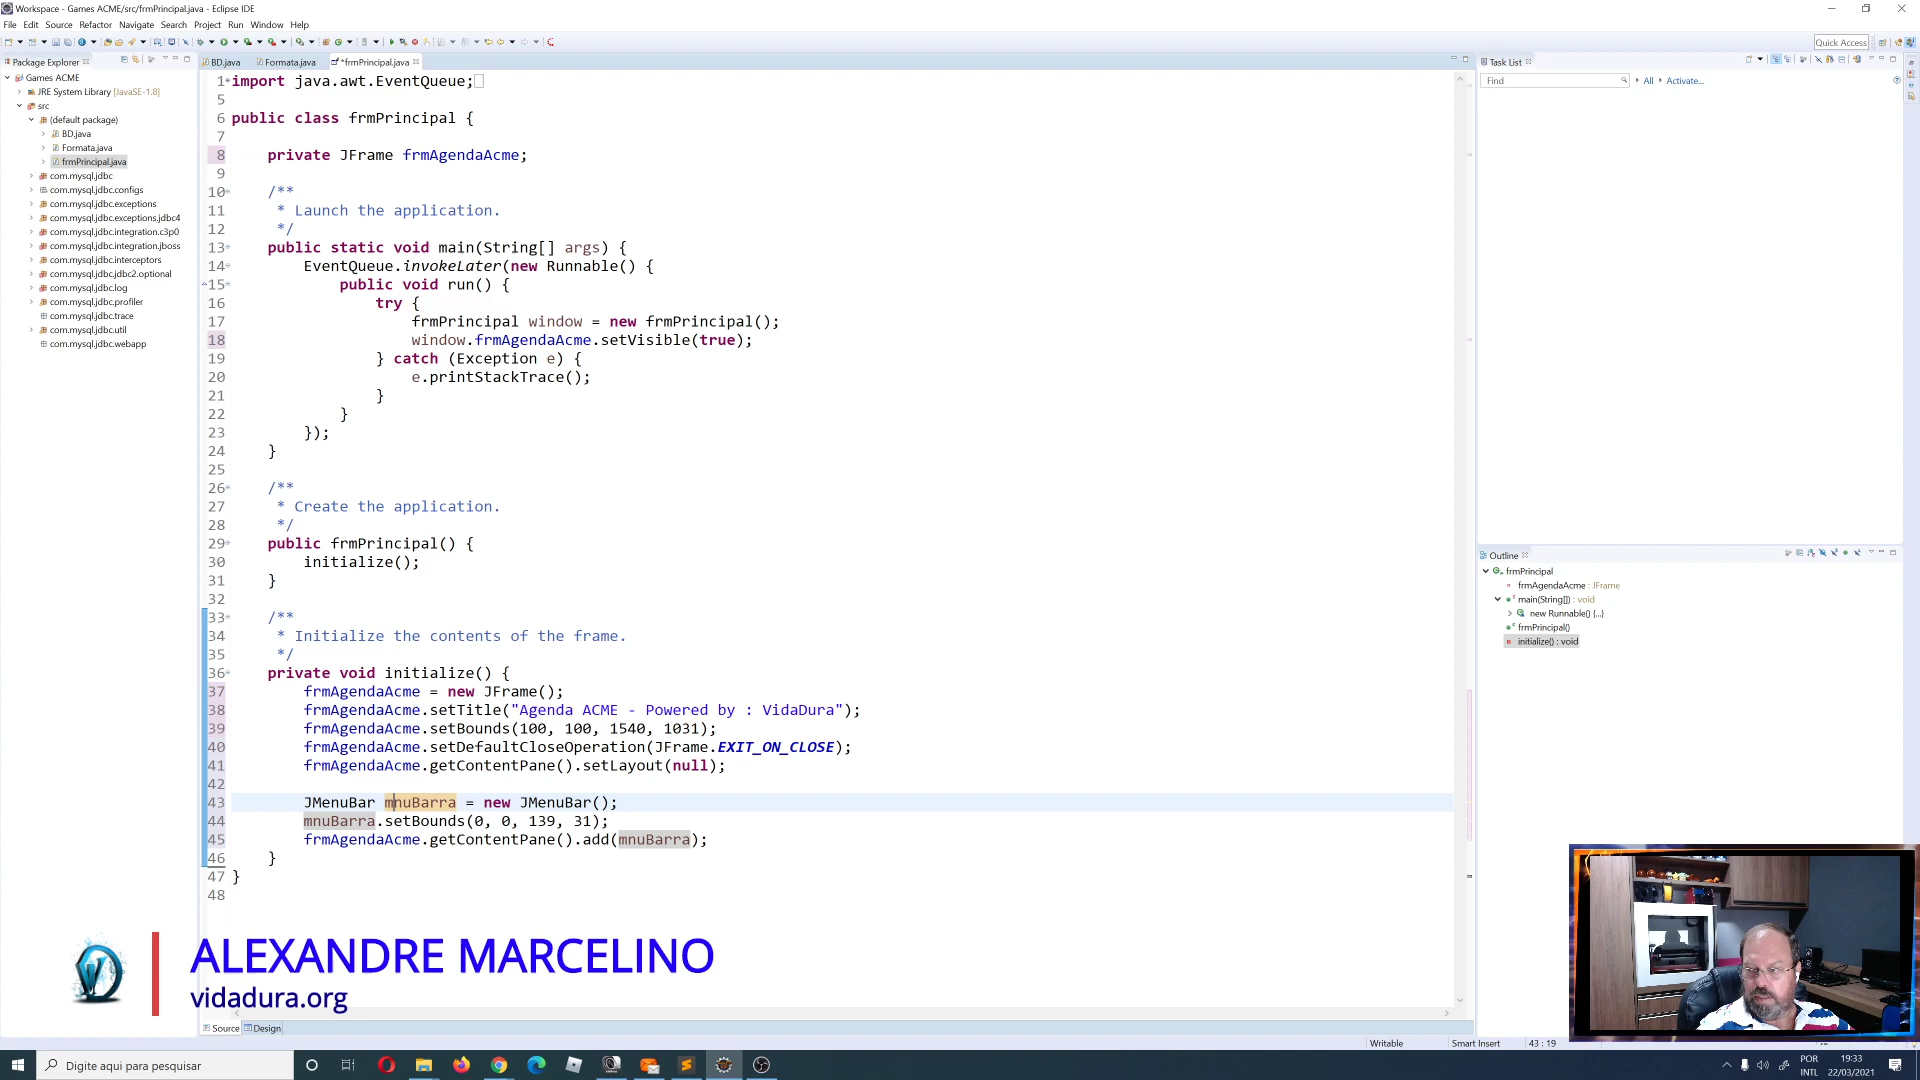 Workspace - Games ACME/src/frmPrincipal.java - Eclipse IDE
File Edit Source Refactor Navigate Search Project Run Window Help
Quick Access
Package Explorer
BD.java Formata.java *frmPrincipal.java
Task List
Games ACME
JRE System Library [JavaSE-1.8]
src
(default package)
BD.java
Formata.java
frmPrincipal.java
com.mysql.jdbc
com.mysql.jdbc.configs
com.mysql.jdbc.exceptions
com.mysql.jdbc.exceptions.jdbc4
com.mysql.jdbc.integration.c3p0
com.mysql.jdbc.integration.jboss
com.mysql.jdbc.interceptors
com.mysql.jdbc.jdbc2.optional
com.mysql.jdbc.log
com.mysql.jdbc.profiler
com.mysql.jdbc.trace
com.mysql.jdbc.util
com.mysql.jdbc.webapp
1 import java.awt.EventQueue;
5
6 public class frmPrincipal {
7
8 private JFrame frmAgendaAcme;
9
10 /**
11 * Launch the application.
12 */
13 public static void main(String[] args) {
14 EventQueue.invokeLater(new Runnable() {
15 public void run() {
16 try {
17 frmPrincipal window = new frmPrincipal();
18 window.frmAgendaAcme.setVisible(true);
19 } catch (Exception e) {
20 e.printStackTrace();
21 }
22 }
23 });
24 }
25
26 /**
27 * Create the application.
28 */
29 public frmPrincipal() {
30 initialize();
31 }
32
33 /**
34 * Initialize the contents of the frame.
35 */
36 private void initialize() {
37 frmAgendaAcme = new JFrame();
38 frmAgendaAcme.setTitle("Agenda ACME - Powered by : VidaDura");
39 frmAgendaAcme.setBounds(100, 100, 1540, 1031);
40 frmAgendaAcme.setDefaultCloseOperation(JFrame.EXIT_ON_CLOSE);
41 frmAgendaAcme.getContentPane().setLayout(null);
42
43 JMenuBar mnuBarra = new JMenuBar();
44 mnuBarra.setBounds(0, 0, 139, 31);
45 frmAgendaAcme.getContentPane().add(mnuBarra);
46 }
47 }
48
Find All Activate...
Outline
frmPrincipal
frmAgendaAcme : JFrame
main(String[]) : void
new Runnable() {...}
frmPrincipal()
initialize() : void
ALEXANDRE MARCELINO
vidadura.org
Source Design
Writable Smart Insert 43 : 19
Digite aqui para pesquisar
POR
INTL
19:33
22/03/2021